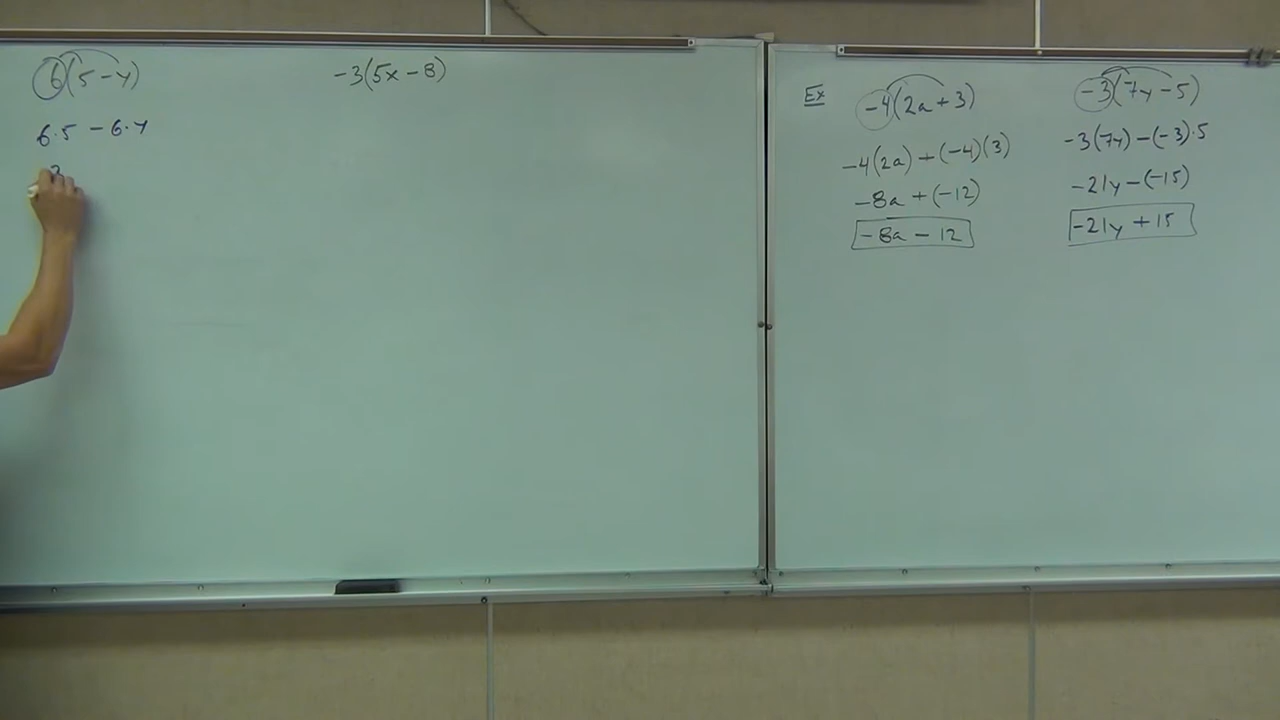 6(5-y)
6·5 - 6·y
3
-3(5x-8)
Ex
-4(2a+3)
-4(2a)+(-4)(3)
-8a+(-12)
-8a-12
-3(7y-5)
-3(7y)-(-3)·5
-21y-(-15)
-21y+15